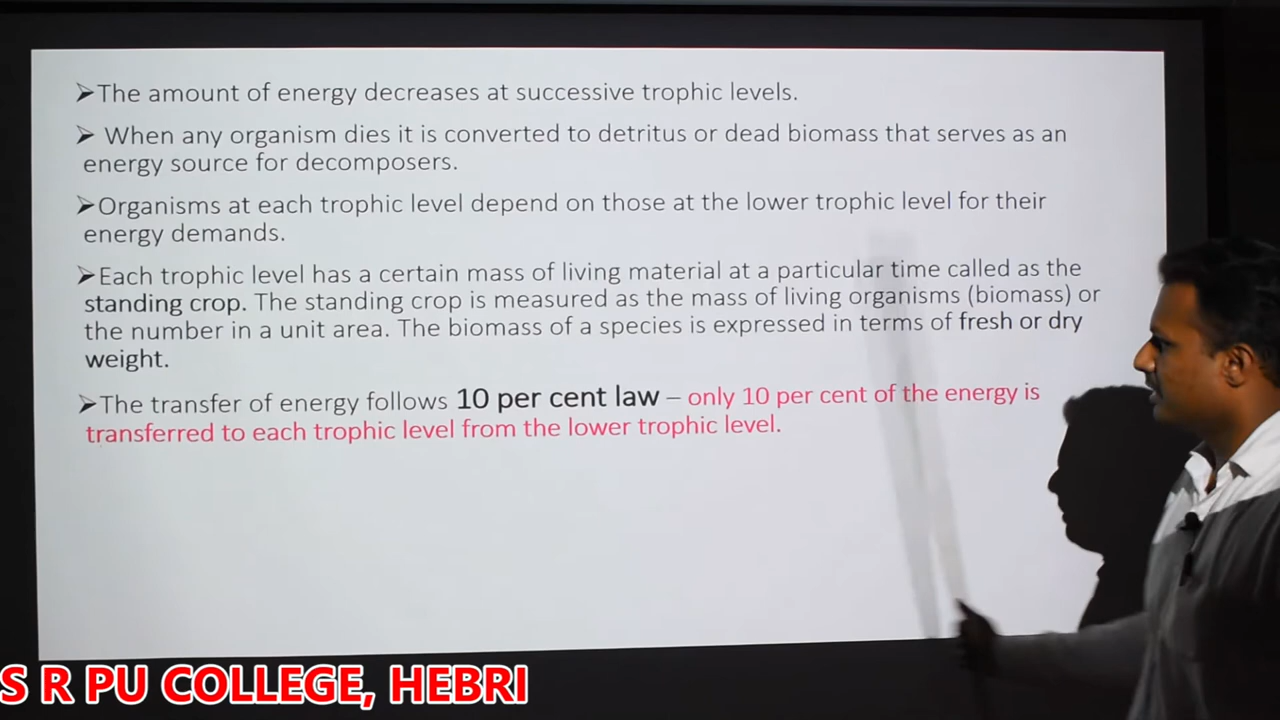 ➢The amount of energy decreases at successive trophic levels.
➢ When any organism dies it is converted to detritus or dead biomass that serves as an
energy source for decomposers.
➢Organisms at each trophic level depend on those at the lower trophic level for their
energy demands.
➢Each trophic level has a certain mass of living material at a particular time called as the
standing crop. The standing crop is measured as the mass of living organisms (biomass) or
the number in a unit area. The biomass of a species is expressed in terms of fresh or dry
weight.
➢The transfer of energy follows 10 per cent law – only 10 per cent of the energy is
transferred to each trophic level from the lower trophic level.
S R PU COLLEGE, HEBRI